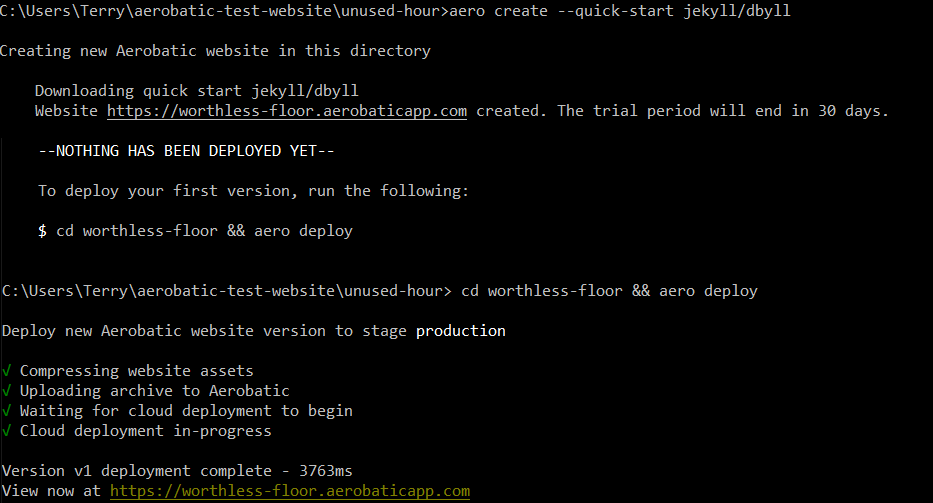 C:\Users\Terry\aerobatic-test-website\unused-hour>aero create --quick-start jekyll/dbyll
Creating new Aerobatic website in this directory
Downloading quick start jekyll/dbyll
Website https://worthless-floor.aerobaticapp.com created. The trial period will end in 30 days.
--NOTHING HAS BEEN DEPLOYED YET--
To deploy your first version, run the following:
$ cd worthless-floor && aero deploy
C:\Users\Terry\aerobatic-test-website\unused-hour> cd worthless-floor && aero deploy
Deploy new Aerobatic website version to stage production
√ Compressing website assets
√ Uploading archive to Aerobatic
√ Waiting for cloud deployment to begin
√ Cloud deployment in-progress
Version v1 deployment complete - 3763ms
View now at https://worthless-floor.aerobaticapp.com